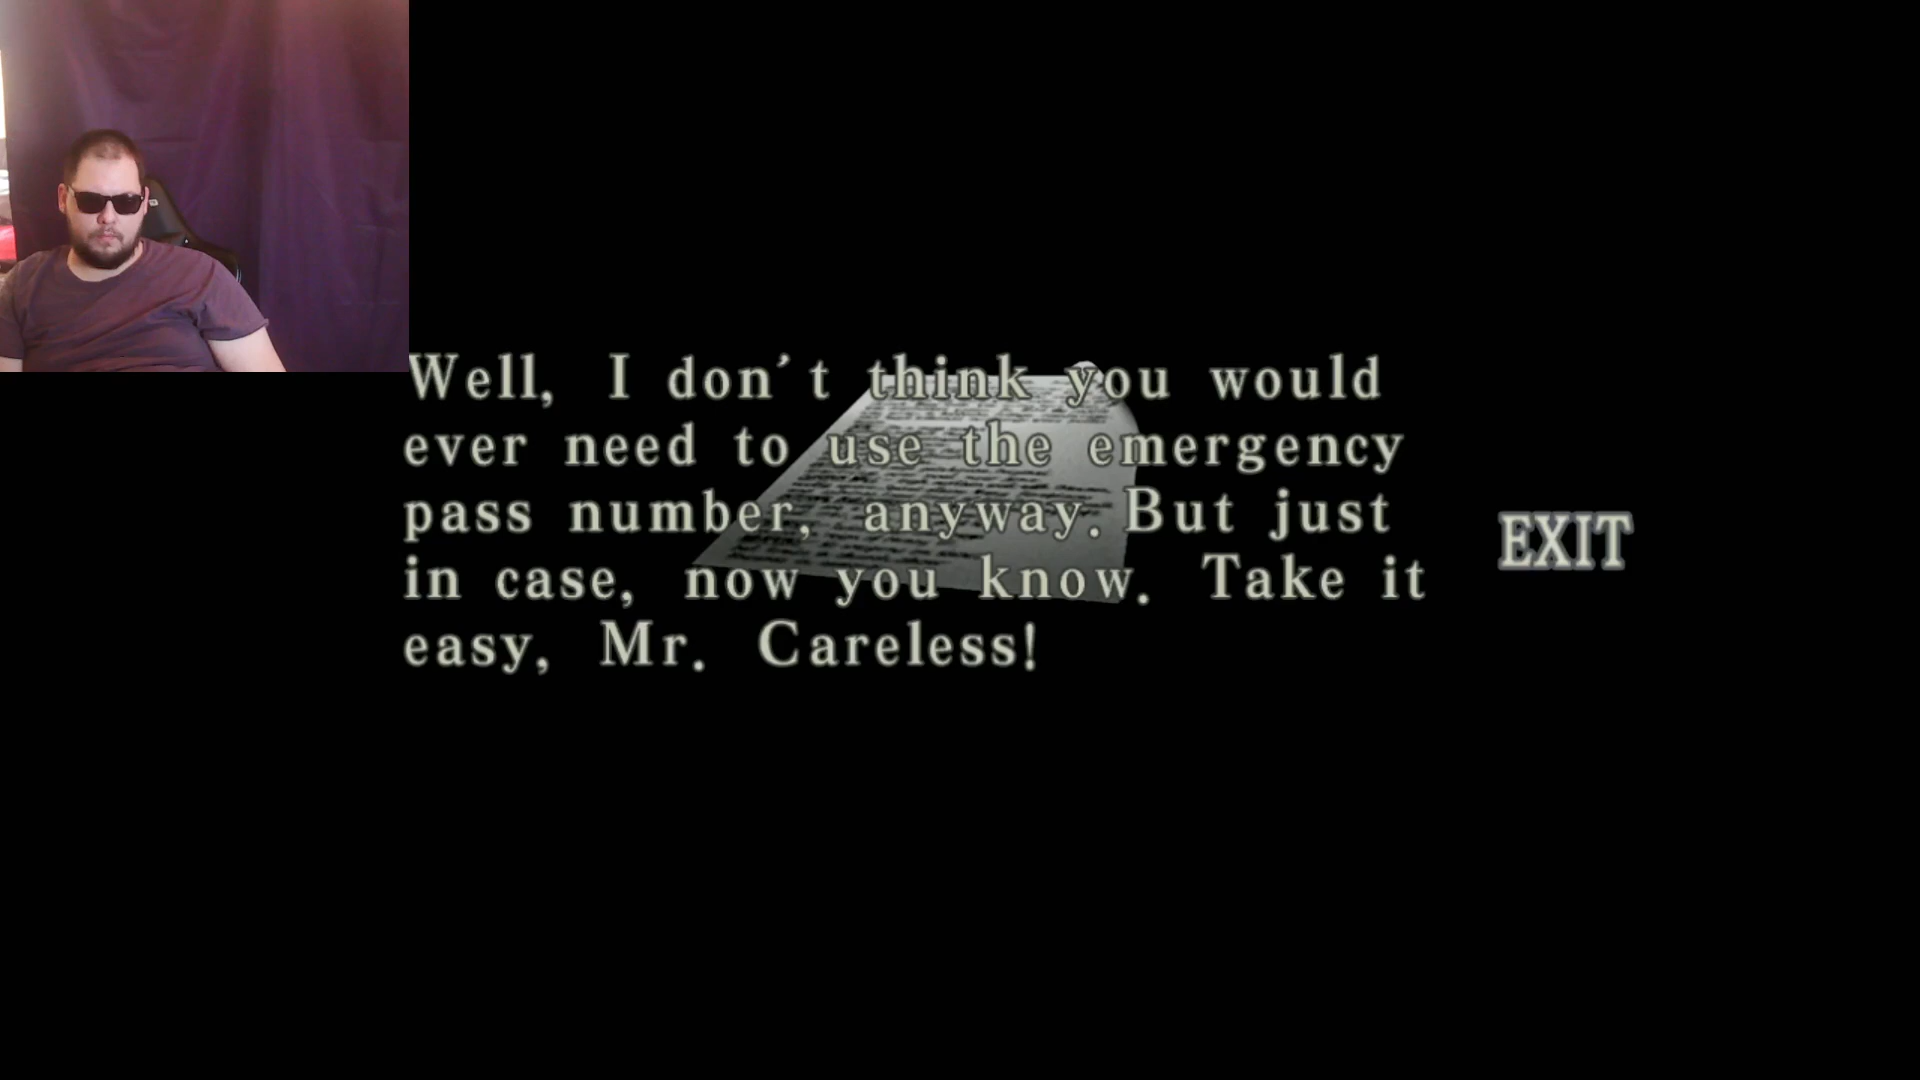 Well, I don't think you would
ever need to use the emergency
pass number, anyway. But just
in case, now you know. Take it
easy, Mr. Careless!
EXIT